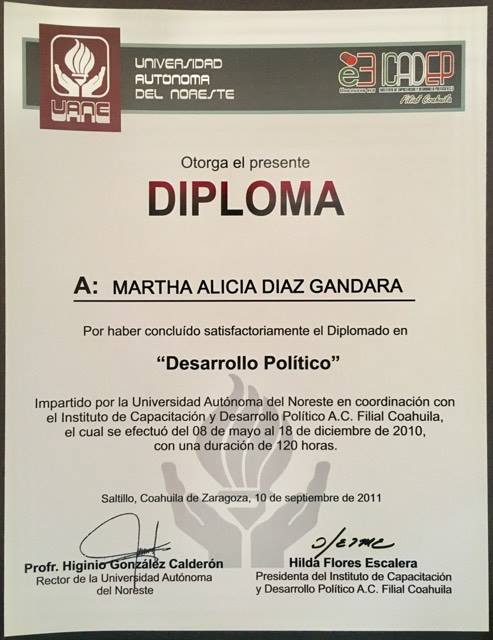 UNIVERSIDAD
AUTONOMA
DEL NORESTE
UANE
ICADEP
Filial Coahuila
Otorga el presente
DIPLOMA
A: MARTHA ALICIA DIAZ GANDARA
Por haber concluído satisfactoriamente el Diplomado en
“Desarrollo Político”
Impartido por la Universidad Autónoma del Noreste en coordinación con
el Instituto de Capacitación y Desarrollo Político A.C. Filial Coahuila,
el cual se efectuó del 08 de mayo al 18 de diciembre de 2010,
con una duración de 120 horas.
Saltillo, Coahuila de Zaragoza, 10 de septiembre de 2011
Profr. Higinio González Calderón
Rector de la Universidad Autónoma
del Noreste
Hilda Flores Escalera
Presidenta del Instituto de Capacitación
y Desarrollo Político A.C. Filial Coahuila